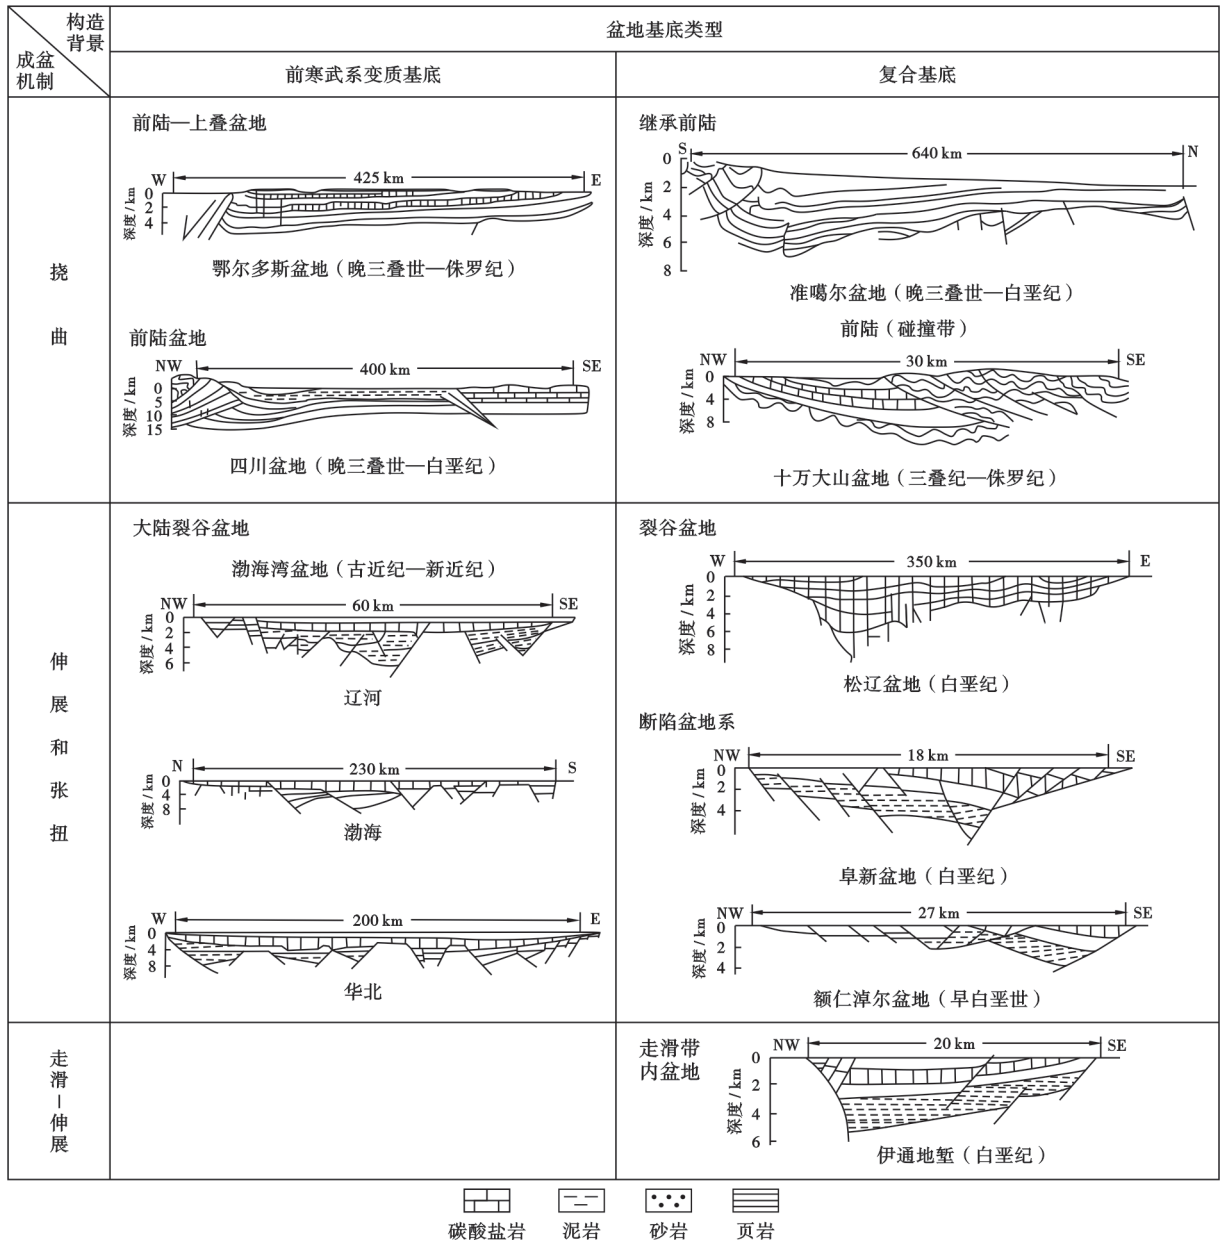 构造
背景
成盆
机制
盆地基底类型
前寒武系变质基底
复合基底
挠
曲
前陆—上叠盆地
W
425 km
E
0
2
4
深度 / km
鄂尔多斯盆地（晚三叠世—侏罗纪）
前陆盆地
NW
400 km
SE
0
5
10
15
深度 / km
四川盆地（晚三叠世—白垩纪）
继承前陆
S
640 km
N
0
2
4
6
8
深度 / km
准噶尔盆地（晚三叠世—白垩纪）
前陆（碰撞带）
NW
30 km
SE
0
4
8
深度 / km
十万大山盆地（三叠纪—侏罗纪）
伸
展
和
张
扭
大陆裂谷盆地
渤海湾盆地（古近纪—新近纪）
NW
60 km
SE
0
2
4
6
深度 / km
辽河
N
230 km
S
0
4
8
深度 / km
渤海
W
200 km
E
0
4
8
深度 / km
华北
裂谷盆地
W
350 km
E
0
2
4
6
8
深度 / km
松辽盆地（白垩纪）
断陷盆地系
NW
18 km
SE
0
2
4
深度 / km
阜新盆地（白垩纪）
NW
27 km
SE
0
2
4
深度 / km
额仁淖尔盆地（早白垩世）
走
滑
–
伸
展
走滑带
内盆地
NW
20 km
SE
0
2
4
6
深度 / km
伊通地堑（白垩纪）
碳酸盐岩
泥岩
砂岩
页岩